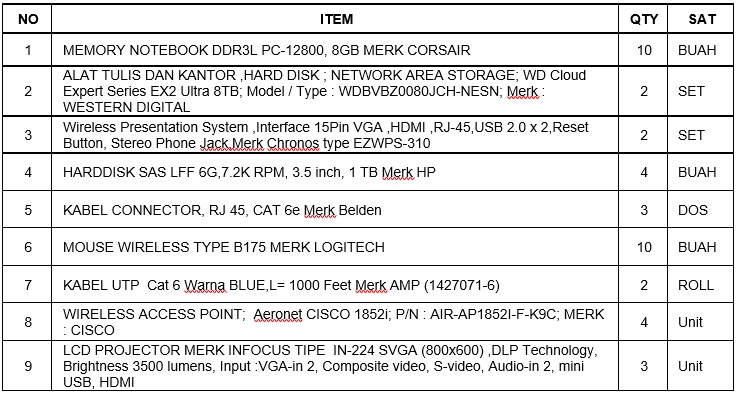 NO ITEM QTY SAT
1 MEMORY NOTEBOOK DDR3L PC-12800, 8GB MERK CORSAIR 10 BUAH
ALAT TULIS DAN KANTOR ,HARD DISK ; NETWORK AREA STORAGE; WD Cloud
2 Expert Series EX2 Ultra 8TB; Model / Type : WDBVBZ0080JCH-NESN; Merk : 2 SET
WESTERN DIGITAL
3 Wireless Presentation System ,Interface 15Pin VGA ,HDMI ,RJ-45,USB 2.0 x 2,Reset 2 SET
Button, Stereo Phone Jack,Merk Chronos type EZWPS-310
4 HARDDISK SAS LFF 6G,7.2K RPM, 3.5 inch, 1 TB Merk HP 4 BUAH
5 KABEL CONNECTOR, RJ 45, CAT 6e Merk Belden 3 DOS
6 MOUSE WIRELESS TYPE B175 MERK LOGITECH 10 BUAH
7 KABEL UTP  Cat 6 Warna BLUE,L= 1000 Feet Merk AMP (1427071-6) 2 ROLL
8 WIRELESS ACCESS POINT;  Aeronet CISCO 1852i; P/N : AIR-AP1852I-F-K9C; MERK 4 Unit
: CISCO
LCD PROJECTOR MERK INFOCUS TIPE  IN-224 SVGA (800x600) ,DLP Technology,
9 Brightness 3500 lumens, Input :VGA-in 2, Composite video, S-video, Audio-in 2, mini 3 Unit
USB, HDMI